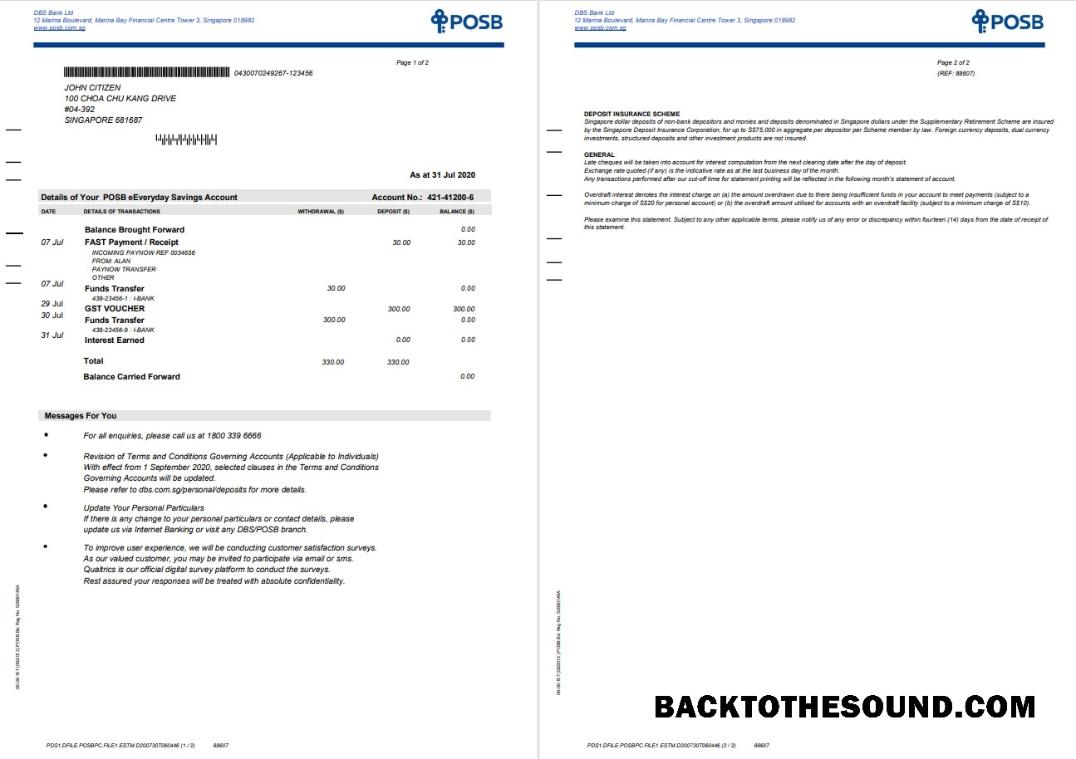 DBS Bank Ltd
12 Marina Boulevard, Marina Bay Financial Centre Tower 3, Singapore 018982
www.posb.com.sg
POSB
Page 1 of 2
0430070249267-123456
JOHN CITIZEN
100 CHOA CHU KANG DRIVE
#04-392
SINGAPORE 681687
As at 31 Jul 2020
Details of Your POSB eEveryday Savings Account Account No.: 421-41200-6
DATE DETAILS OF TRANSACTIONS WITHDRAWAL ($) DEPOSIT ($) BALANCE ($)
Balance Brought Forward 0.00
07 Jul FAST Payment / Receipt 30.00 30.00
INCOMING PAYNOW REF 0034656
FROM: ALAN
PAYNOW TRANSFER
OTHER
07 Jul Funds Transfer 30.00 0.00
438-23456-1 : I-BANK
29 Jul GST VOUCHER 300.00 300.00
30 Jul Funds Transfer 300.00 0.00
438-23456-9 : I-BANK
31 Jul Interest Earned 0.00 0.00
Total 330.00 330.00
Balance Carried Forward 0.00
Messages For You
• For all enquiries, please call us at 1800 339 6666
• Revision of Terms and Conditions Governing Accounts (Applicable to Individuals)
With effect from 1 September 2020, selected clauses in the Terms and Conditions
Governing Accounts will be updated.
Please refer to dbs.com.sg/personal/deposits for more details.
• Update Your Personal Particulars
If there is any change to your personal particulars or contact details, please
update us via Internet Banking or visit any DBS/POSB branch.
• To improve user experience, we will be conducting customer satisfaction surveys.
As our valued customer, you may be invited to participate via email or sms.
Qualtrics is our official digital survey platform to conduct the surveys.
Rest assured your responses will be treated with absolute confidentiality.
PDS1.DFILE.POSBPC.FILE1.ESTM.D200730T060446 (1 / 2) 88607
DBS Bank Ltd
12 Marina Boulevard, Marina Bay Financial Centre Tower 3, Singapore 018982
www.posb.com.sg
POSB
Page 2 of 2
(REF: 88607)
DEPOSIT INSURANCE SCHEME
Singapore dollar deposits of non-bank depositors and monies and deposits denominated in Singapore dollars under the Supplementary Retirement Scheme are insured
by the Singapore Deposit Insurance Corporation, for up to S$75,000 in aggregate per depositor per Scheme member by law. Foreign currency deposits, dual currency
investments, structured deposits and other investment products are not insured.
GENERAL
Late cheques will be taken into account for interest computation from the next clearing date after the day of deposit.
Exchange rate quoted (if any) is the indicative rate as at the last business day of the month.
Any transactions performed after our cut-off time for statement printing will be reflected in the following month's statement of account.
Overdraft interest denotes the interest charge on (a) the amount overdrawn due to there being insufficient funds in your account to meet payments (subject to a
minimum charge of S$20 for personal account) or (b) the overdraft amount utilised for accounts with an overdraft facility (subject to a minimum charge of S$10).
Please examine this statement. Subject to any other applicable terms, please notify us of any error or discrepancy within fourteen (14) days from the date of receipt of
this statement.
BACKTOTHESOUND.COM
PDS1.DFILE.POSBPC.FILE1.ESTM.D200730T060446 (2 / 2) 88607